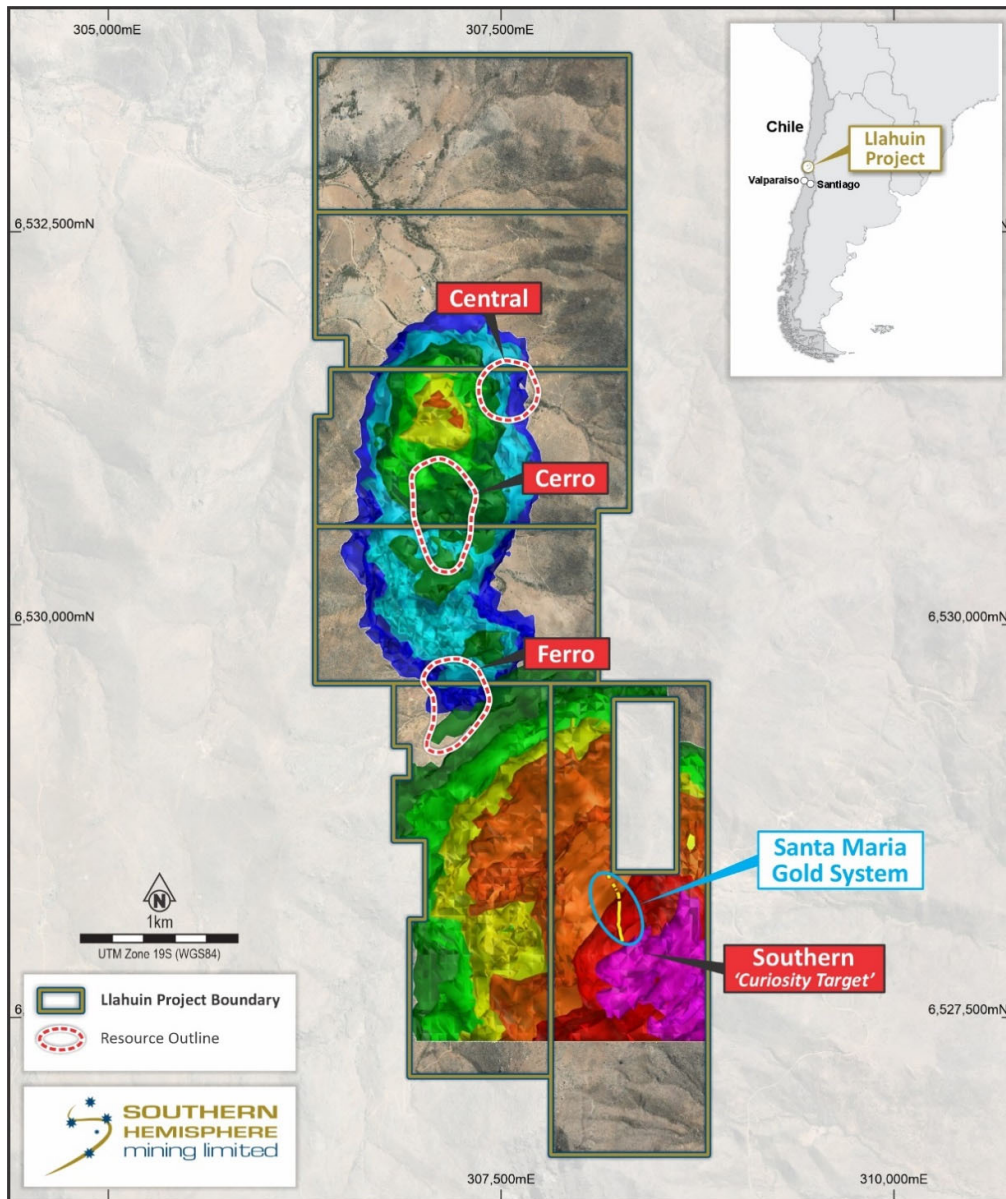 305,000mE
307,500mE
Chile
Llahuin
Project
Valparaiso
Santiago
6,532,500mN
Central
Cerro
6,530,000mN
6,530,000mN
Ferro
Santa Maria
Gold System
N
1km
UTM Zone 19S (WGS84)
Southern
'Curiosity Target'
6,527,500mN
Llahuin Project Boundary
Resource Outline
SOUTHERN
HEMISPHERE
mining limited
307,500mE
310,000mE